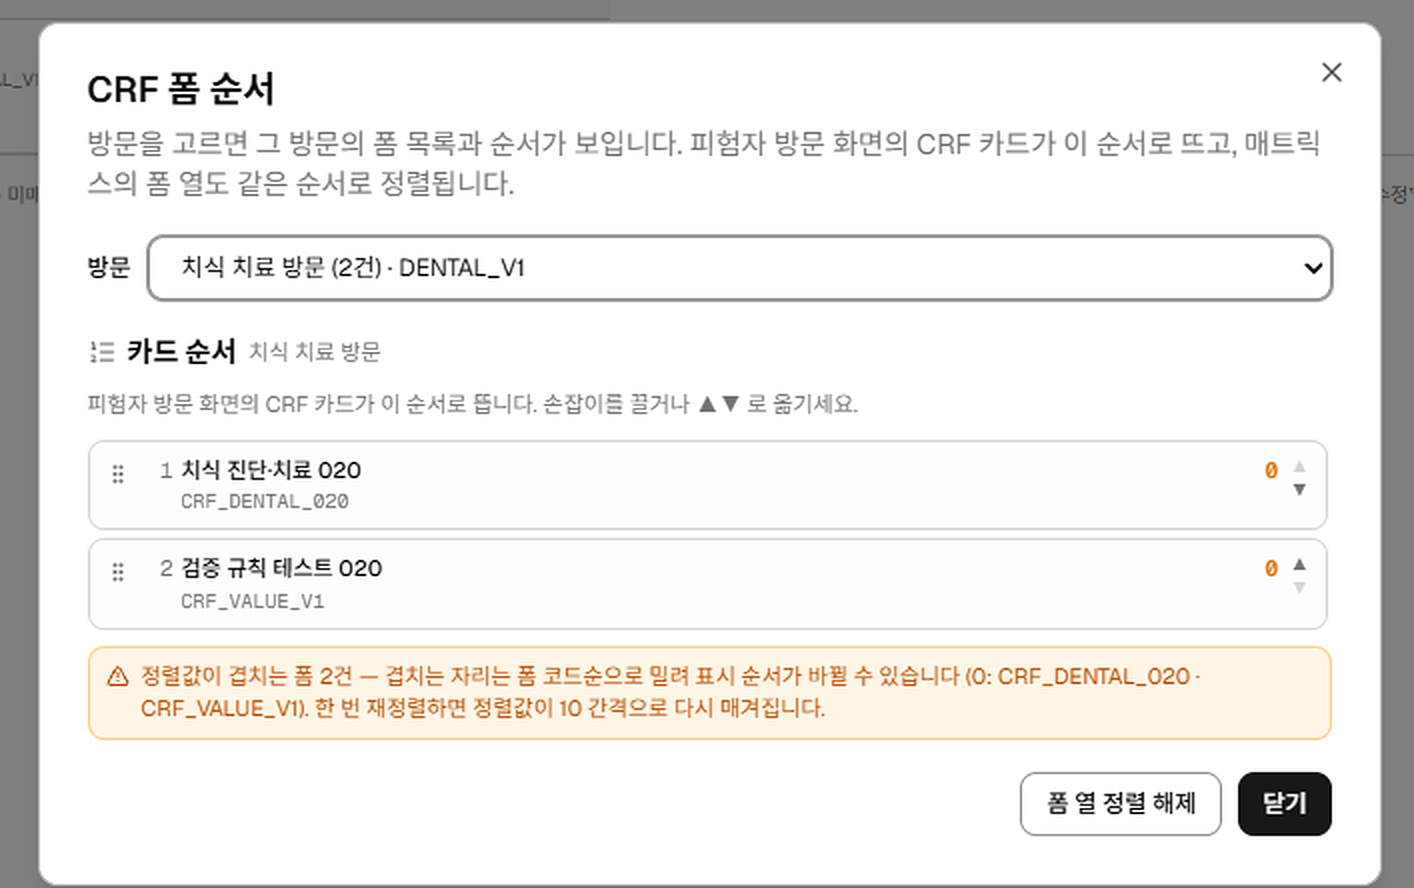 CRF 폼 순서
방문을 고르면 그 방문의 폼 목록과 순서가 보입니다. 피험자 방문 화면의 CRF 카드가 이 순서로 뜨고, 매트릭
스의 폼 열도 같은 순서로 정렬됩니다.
방문
치식 치료 방문 (2건) · DENTAL_V1
카드 순서 치식 치료 방문
피험자 방문 화면의 CRF 카드가 이 순서로 뜹니다. 손잡이를 끌거나 ▲▼ 로 옮기세요.
1 치식 진단·치료 020 0
CRF_DENTAL_020
2 검증 규칙 테스트 020 0
CRF_VALUE_V1
정렬값이 겹치는 폼 2건 — 겹치는 자리는 폼 코드순으로 밀려 표시 순서가 바뀔 수 있습니다 (0: CRF_DENTAL_020 ·
CRF_VALUE_V1). 한 번 재정렬하면 정렬값이 10 간격으로 다시 매겨집니다.
폼 열 정렬 해제
닫기